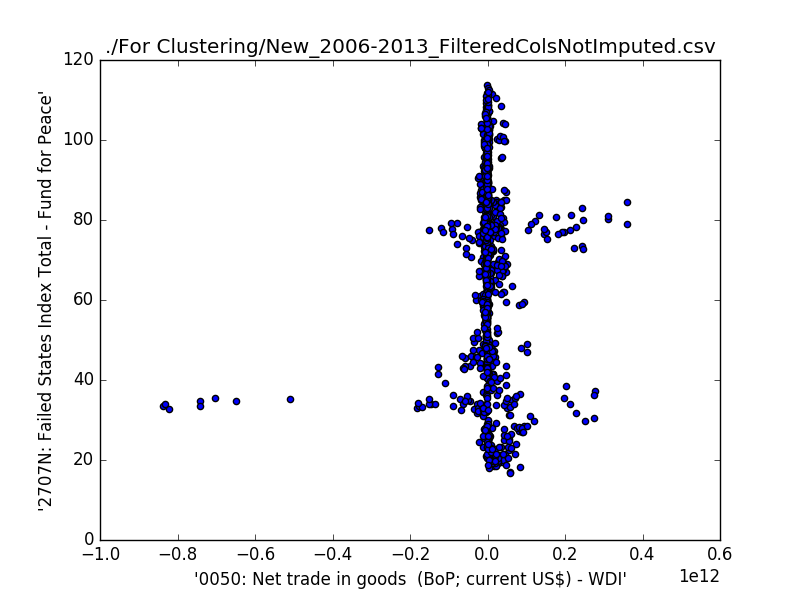 ./For Clustering/New_2006-2013_FilteredColsNotImputed.csv
120
100
80
60
40
20
0
'2707N: Failed States Index Total - Fund for Peace'
−1.0 −0.8 −0.6 −0.4 −0.2 0.0 0.2 0.4 0.6
1e12
'0050: Net trade in goods  (BoP; current US$) - WDI'